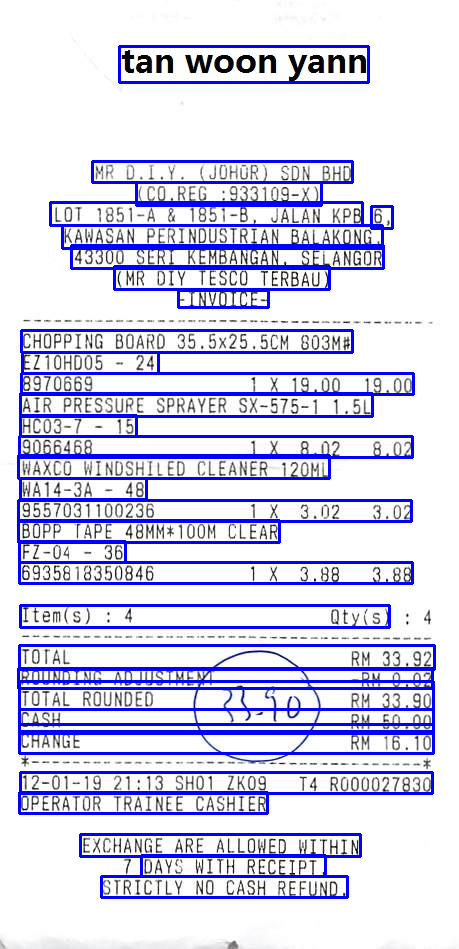 tan woon yann
MR D.I.Y. (JOHOR) SDN BHD
(CO.REG :933109-X)
LOT 1851-A & 1851-B, JALAN KPB 6,
KAWASAN PERINDUSTRIAN BALAKONG,
43300 SERI KEMBANGAN, SELANGOR
(MR DIY TESCO TERBAU)
-INVOICE-
CHOPPING BOARD 35.5x25.5CM 803M#
EZ10HD05 - 24
8970669 1 X 19.00 19.00
AIR PRESSURE SPRAYER SX-575-1 1.5L
HC03-7 - 15
9066468 1 X 8.02 8.02
WAXCO WINDSHILED CLEANER 120ML
WA14-3A - 48
9557031100236 1 X 3.02 3.02
BOPP TAPE 48MM*100M CLEAR
FZ-04 - 36
6935818350846 1 X 3.88 3.88
Item(s) : 4 Qty(s) : 4
TOTAL RM 33.92
ROUNDING ADJUSTMENT -RM 0.02
TOTAL ROUNDED RM 33.90
33.90
CASH RM 50.00
CHANGE RM 16.10
*------------------------------------*
12-01-19 21:13 SH01 ZK09 T4 R000027830
OPERATOR TRAINEE CASHIER
EXCHANGE ARE ALLOWED WITHIN
7 DAYS WITH RECEIPT.
STRICTLY NO CASH REFUND.